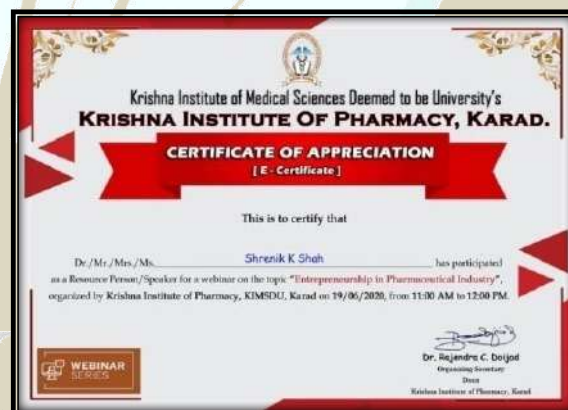 Krishna Institute of Medical Sciences Deemed to be University's
KRISHNA INSTITUTE OF PHARMACY, KARAD.
CERTIFICATE OF APPRECIATION
[ E - Certificate ]
This is to certify that
Dr./Mr./Mrs./Ms. Shrenik K Shah has participated
as a Resource Person/Speaker for a webinar on the topic "Entrepreneurship in Pharmaceutical Industry",
organized by Krishna Institute of Pharmacy, KIMSDU, Karad on 19/06/2020, from 11:00 AM to 12:00 PM.
Dr. Rajendra C. Doijad
Organizing Secretary
Dean
Krishna Institute of Pharmacy, Karad
WEBINAR
SERIES